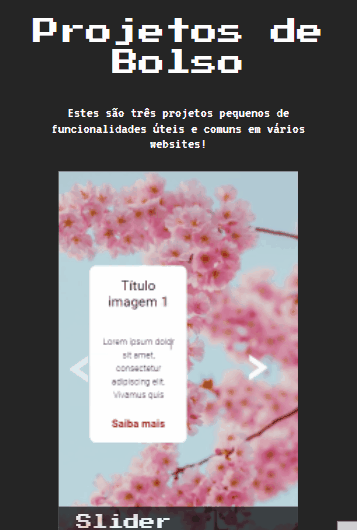 Projetos de
Bolso
Estes são três projetos pequenos de
funcionalidades úteis e comuns em vários
websites!
Título
imagem 1
Lorem ipsum dolor
sit amet,
consectetur
adipiscing elit.
Vivamus quis
Saiba mais
Slider